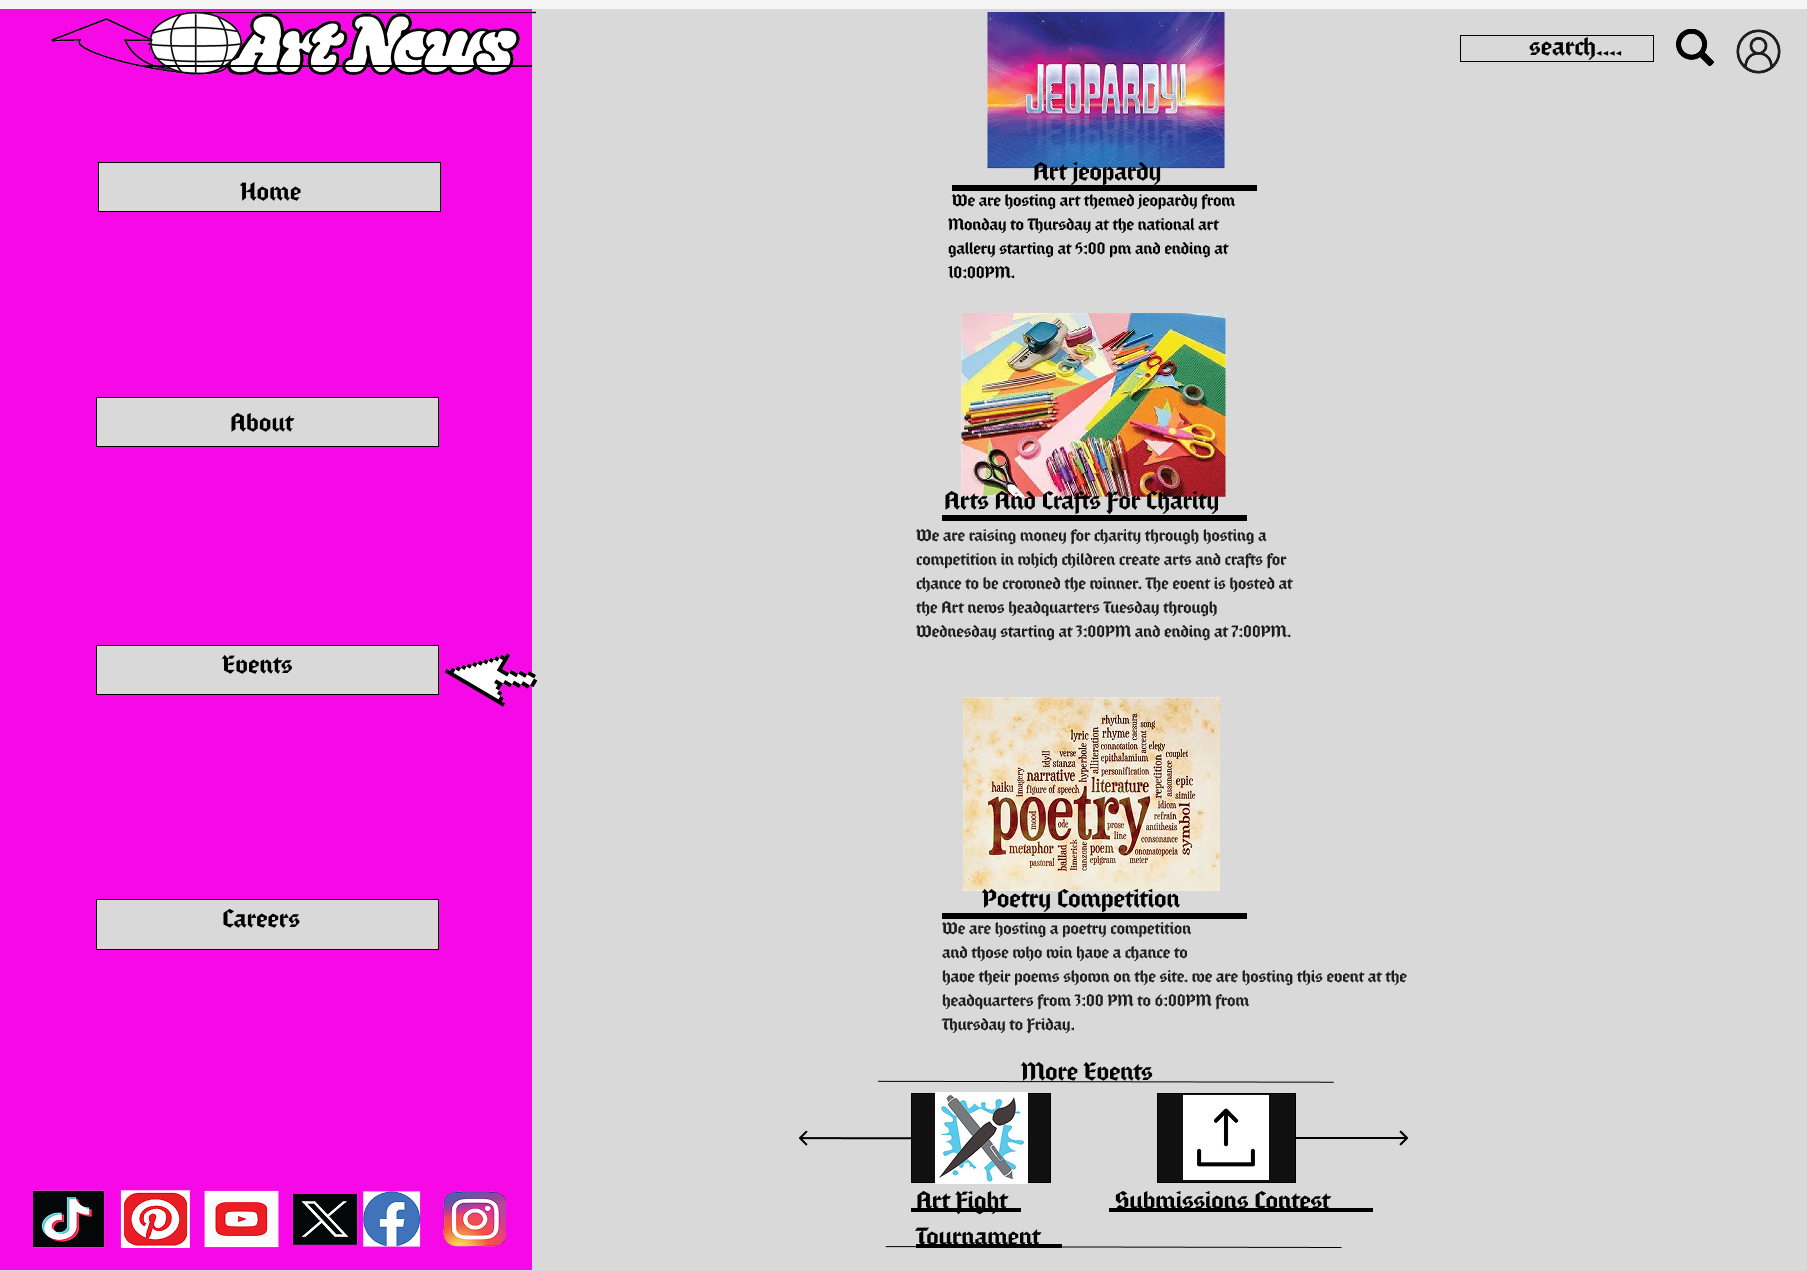 Art News
search....
Home
About
Events
Careers
JEOPARDY!
Art jeopardy
We are hosting art themed jeopardy from
Monday to Thursday at the national art
gallery starting at 5:00 pm and ending at
10:00PM.
Arts And Crafts For Charity
We are raising money for charity through hosting a
competition in which children create arts and crafts for
chance to be crowned the winner. The event is hosted at
the Art news headquarters Tuesday through
Wednesday starting at 3:00PM and ending at 7:00PM.
rhythm
caesura
song
lyric
rhyme
accent
alliteration
connotation
elegy
idyll
verse
hyperbole
epithalamium
couplet
stanza
imagery
narrative
personification
repetition
assonance
epic
haiku
figure of speech
literature
simile
poetry
mood
ode
prose
line
idiom
refrain
antithesis
consonance
symbol
metaphor
ballad
limerick
canzone
poem
onomatopoeia
pastoral
epigram
meter
Poetry Competition
We are hosting a poetry competition
and those who win have a chance to
have their poems shown on the site. we are hosting this event at the
headquarters from 3:00 PM to 6:00PM from
Thursday to Friday.
More Events
Art Fight
Tournament
Submissions Contest